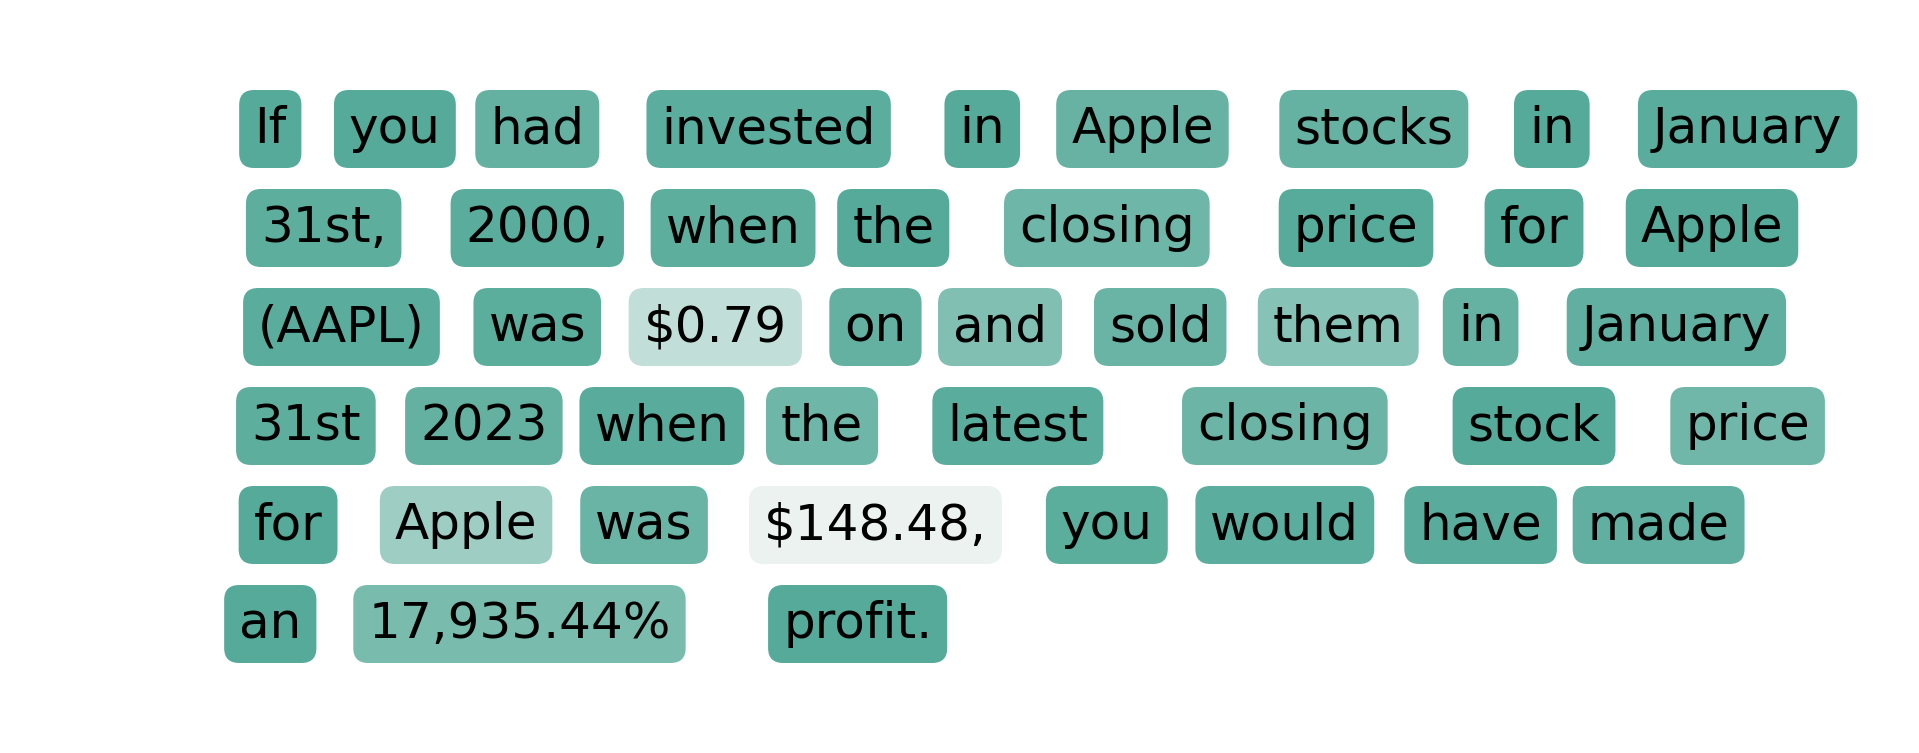 If you had invested in Apple stocks in January
31st, 2000, when the closing price for Apple
(AAPL) was $0.79 on and sold them in January
31st 2023 when the latest closing stock price
for Apple was $148.48, you would have made
an 17,935.44% profit.